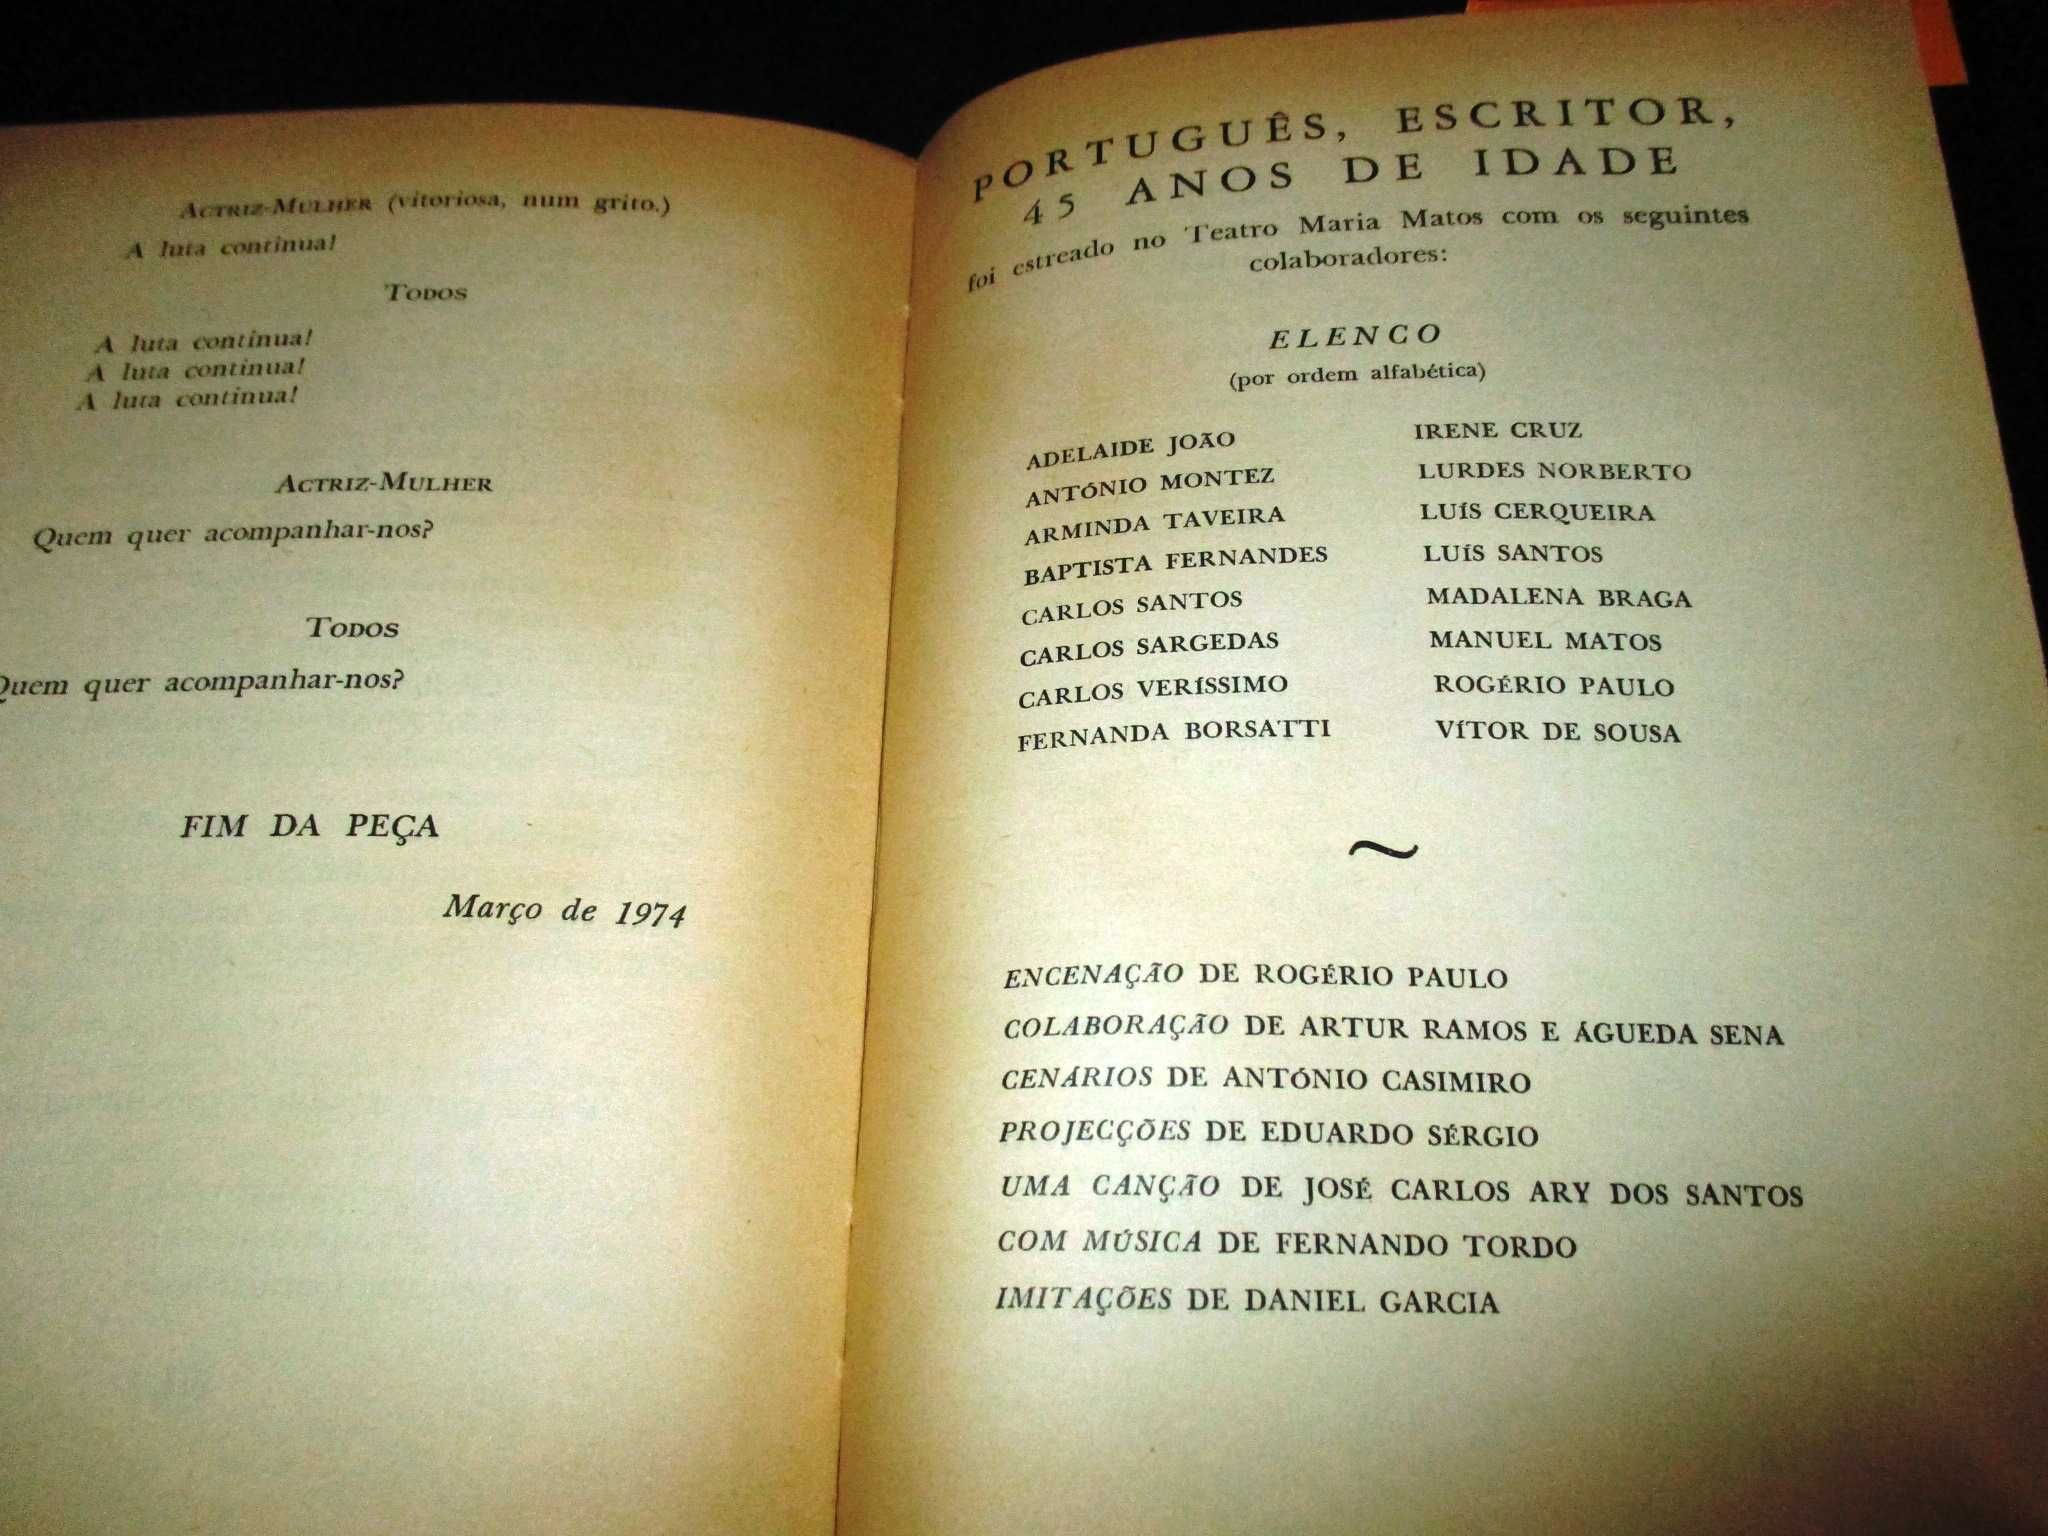 ACTRIZ-MULHER (vitoriosa, num grito.)
A luta continua!
TODOS
A luta continua!
A luta continua!
A luta continua!
ACTRIZ-MULHER
Quem quer acompanhar-nos?
TODOS
Quem quer acompanhar-nos?
FIM DA PEÇA
Março de 1974
PORTUGUÊS, ESCRITOR,
45 ANOS DE IDADE
foi estreado no Teatro Maria Matos com os seguintes
colaboradores:
ELENCO
(por ordem alfabética)
ADELAIDE JOÃO
ANTÓNIO MONTEZ
ARMINDA TAVEIRA
BAPTISTA FERNANDES
CARLOS SANTOS
CARLOS SARGEDAS
CARLOS VERÍSSIMO
FERNANDA BORSATTI
IRENE CRUZ
LURDES NORBERTO
LUÍS CERQUEIRA
LUÍS SANTOS
MADALENA BRAGA
MANUEL MATOS
ROGÉRIO PAULO
VÍTOR DE SOUSA
~
ENCENAÇÃO DE ROGÉRIO PAULO
COLABORAÇÃO DE ARTUR RAMOS E ÁGUEDA SENA
CENÁRIOS DE ANTÓNIO CASIMIRO
PROJECÇÕES DE EDUARDO SÉRGIO
UMA CANÇÃO DE JOSÉ CARLOS ARY DOS SANTOS
COM MÚSICA DE FERNANDO TORDO
IMITAÇÕES DE DANIEL GARCIA